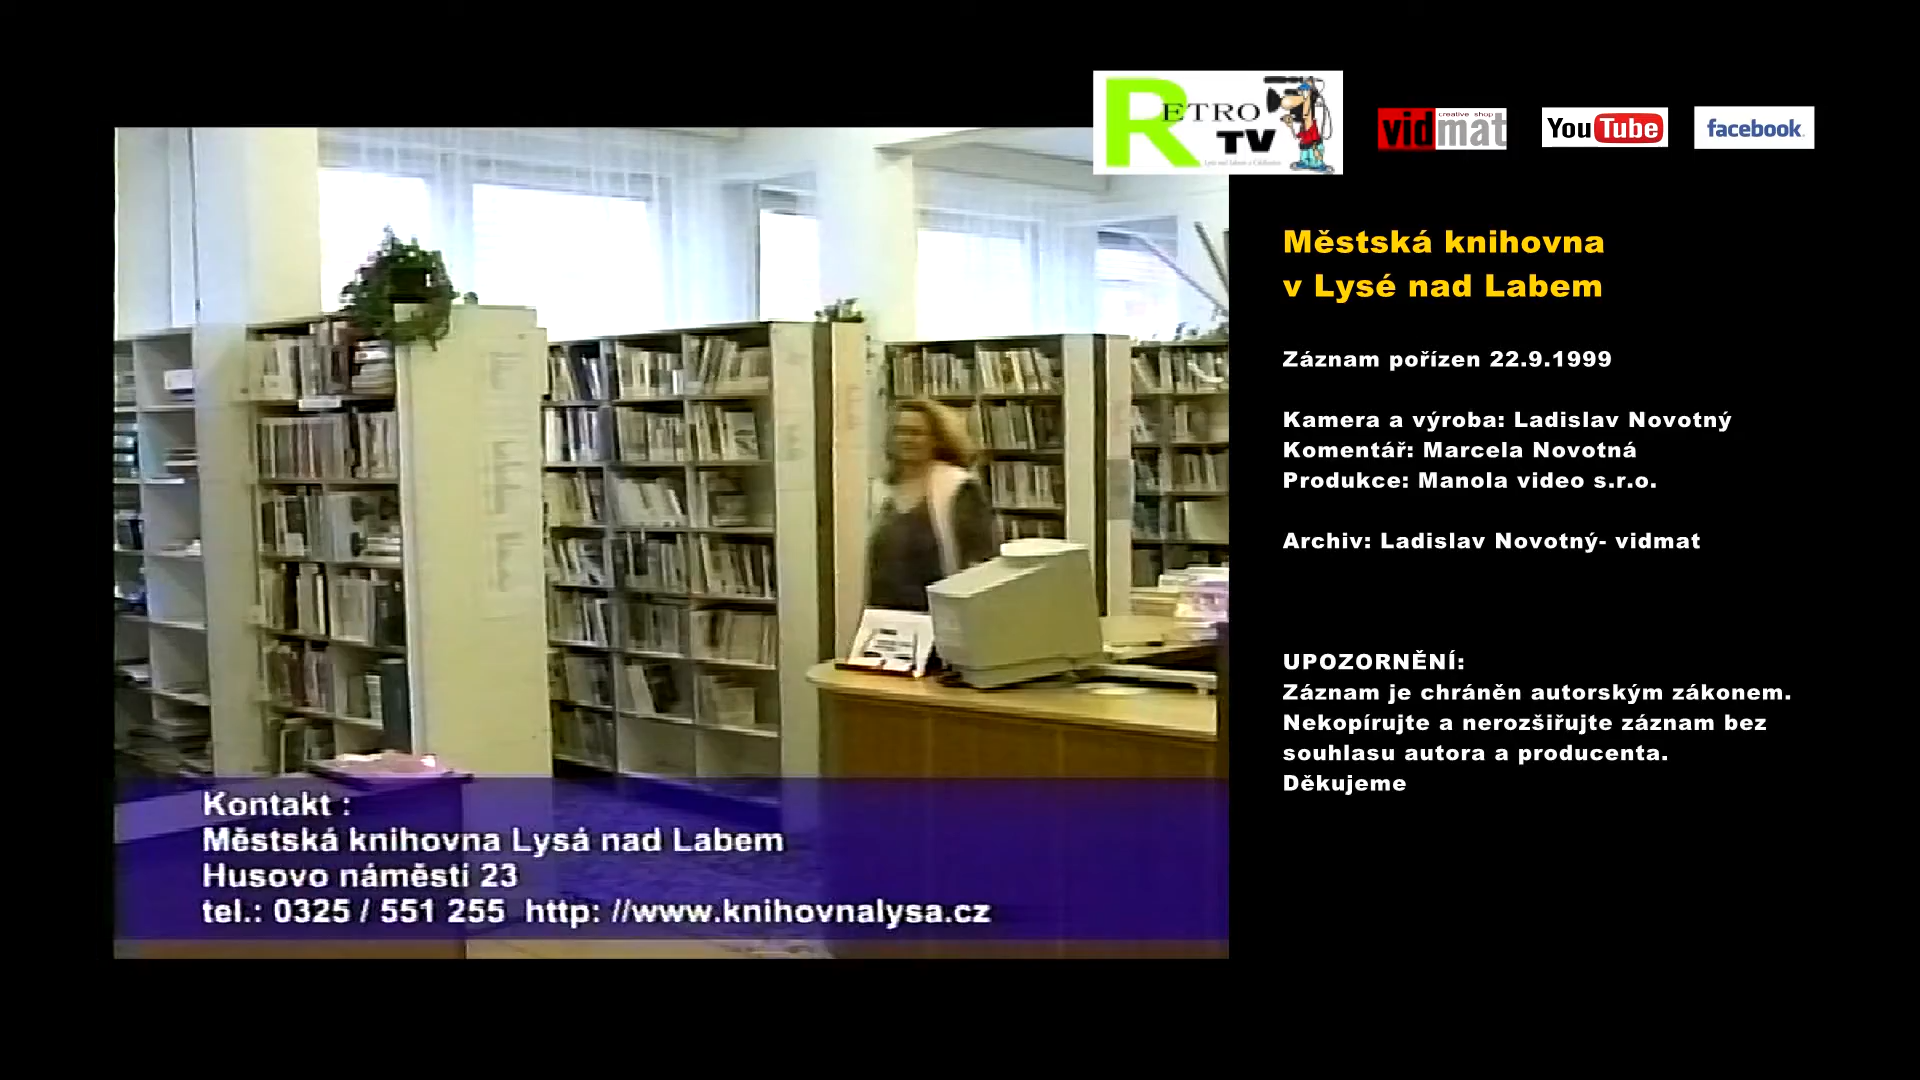 RETRO
TV
creative shop
vidmat
YouTube
facebook
Městská knihovna
v Lysé nad Labem
Záznam pořízen 22.9.1999
Kamera a výroba: Ladislav Novotný
Komentář: Marcela Novotná
Produkce: Manola video s.r.o.
Archiv: Ladislav Novotný- vidmat
UPOZORNĚNÍ:
Záznam je chráněn autorským zákonem.
Nekopírujte a nerozšiřujte záznam bez
souhlasu autora a producenta.
Děkujeme
Kontakt :
Městská knihovna Lysá nad Labem
Husovo náměstí 23
tel.: 0325 / 551 255 http: //www.knihovnalysa.cz